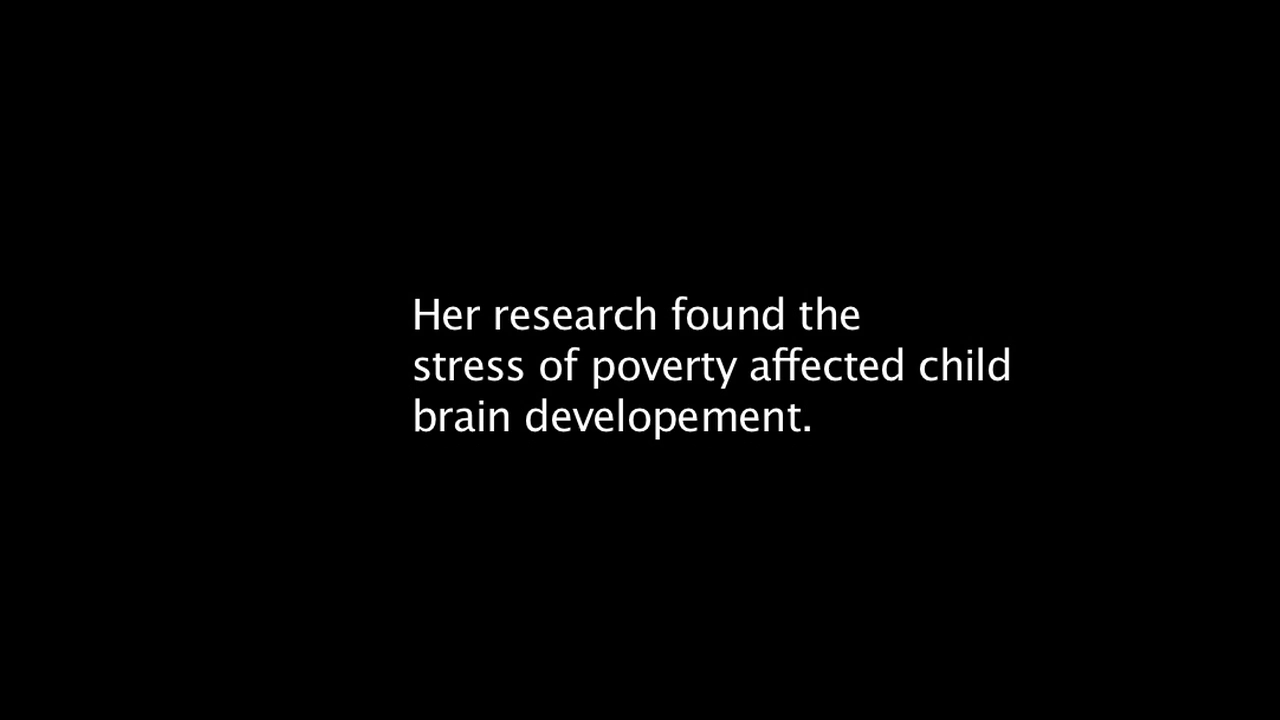 Her research found the
stress of poverty affected child
brain developement.